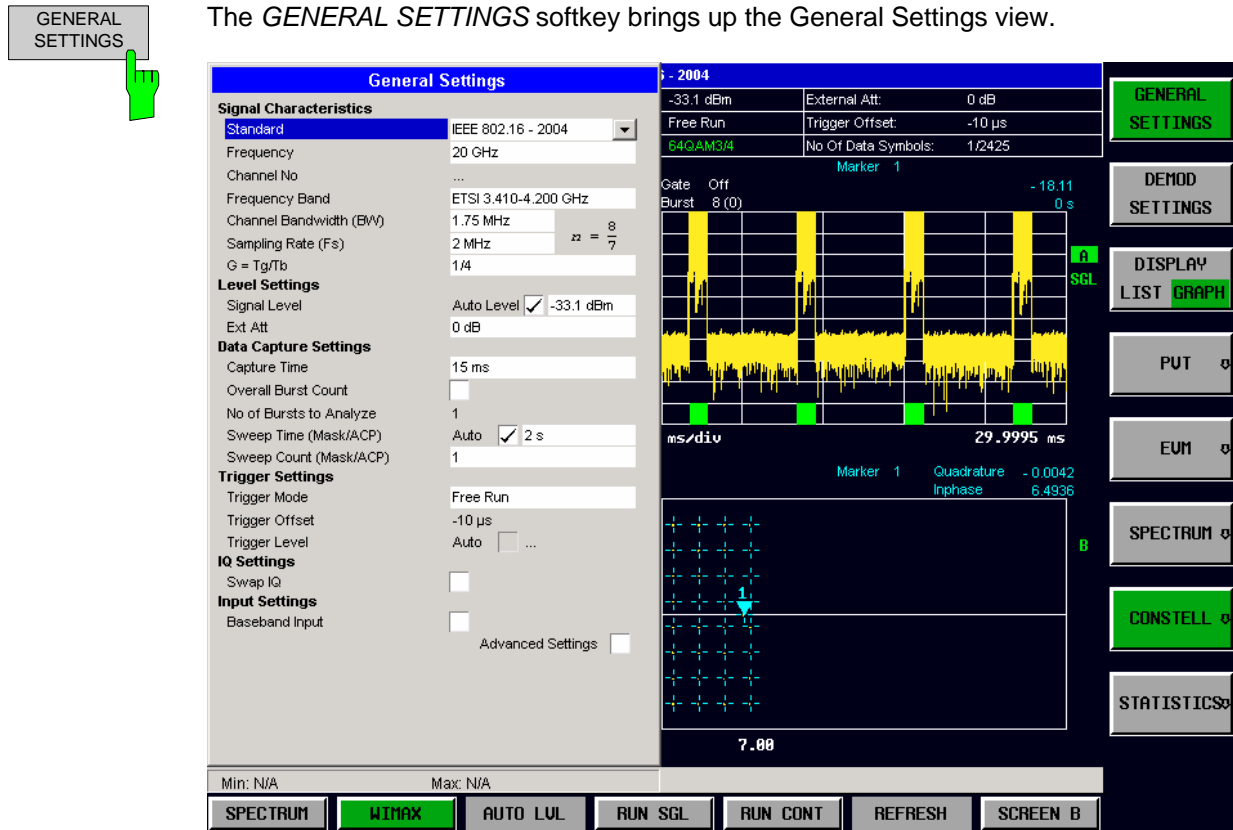 GENERAL
SETTINGS
The GENERAL SETTINGS softkey brings up the General Settings view.
General Settings
Signal Characteristics
Standard IEEE 802.16 - 2004
Frequency 20 GHz
Channel No ...
Frequency Band ETSI 3.410-4.200 GHz
Channel Bandwidth (BW) 1.75 MHz
Sampling Rate (Fs) 2 MHz n = 8/7
G = Tg/Tb 1/4
Level Settings
Signal Level Auto Level -33.1 dBm
Ext Att 0 dB
Data Capture Settings
Capture Time 15 ms
Overall Burst Count
No of Bursts to Analyze 1
Sweep Time (Mask/ACP) Auto 2 s
Sweep Count (Mask/ACP) 1
Trigger Settings
Trigger Mode Free Run
Trigger Offset -10 µs
Trigger Level Auto ...
IQ Settings
Swap IQ
Input Settings
Baseband Input
Advanced Settings
Min: N/A Max: N/A
- 2004
-33.1 dBm External Att: 0 dB
Free Run Trigger Offset: -10 µs
64QAM3/4 No Of Data Symbols: 1/2425
Marker 1
Gate Off - 18.11
Burst 8 (0) 0 s
A
SGL
ms/div 29.9995 ms
Marker 1 Quadrature - 0.0042
Inphase 6.4936
B
1
7.00
GENERAL
SETTINGS
DEMOD
SETTINGS
DISPLAY
LIST GRAPH
PVT
EVM
SPECTRUM
CONSTELL
STATISTICS
SPECTRUM WIMAX AUTO LVL RUN SGL RUN CONT REFRESH SCREEN B